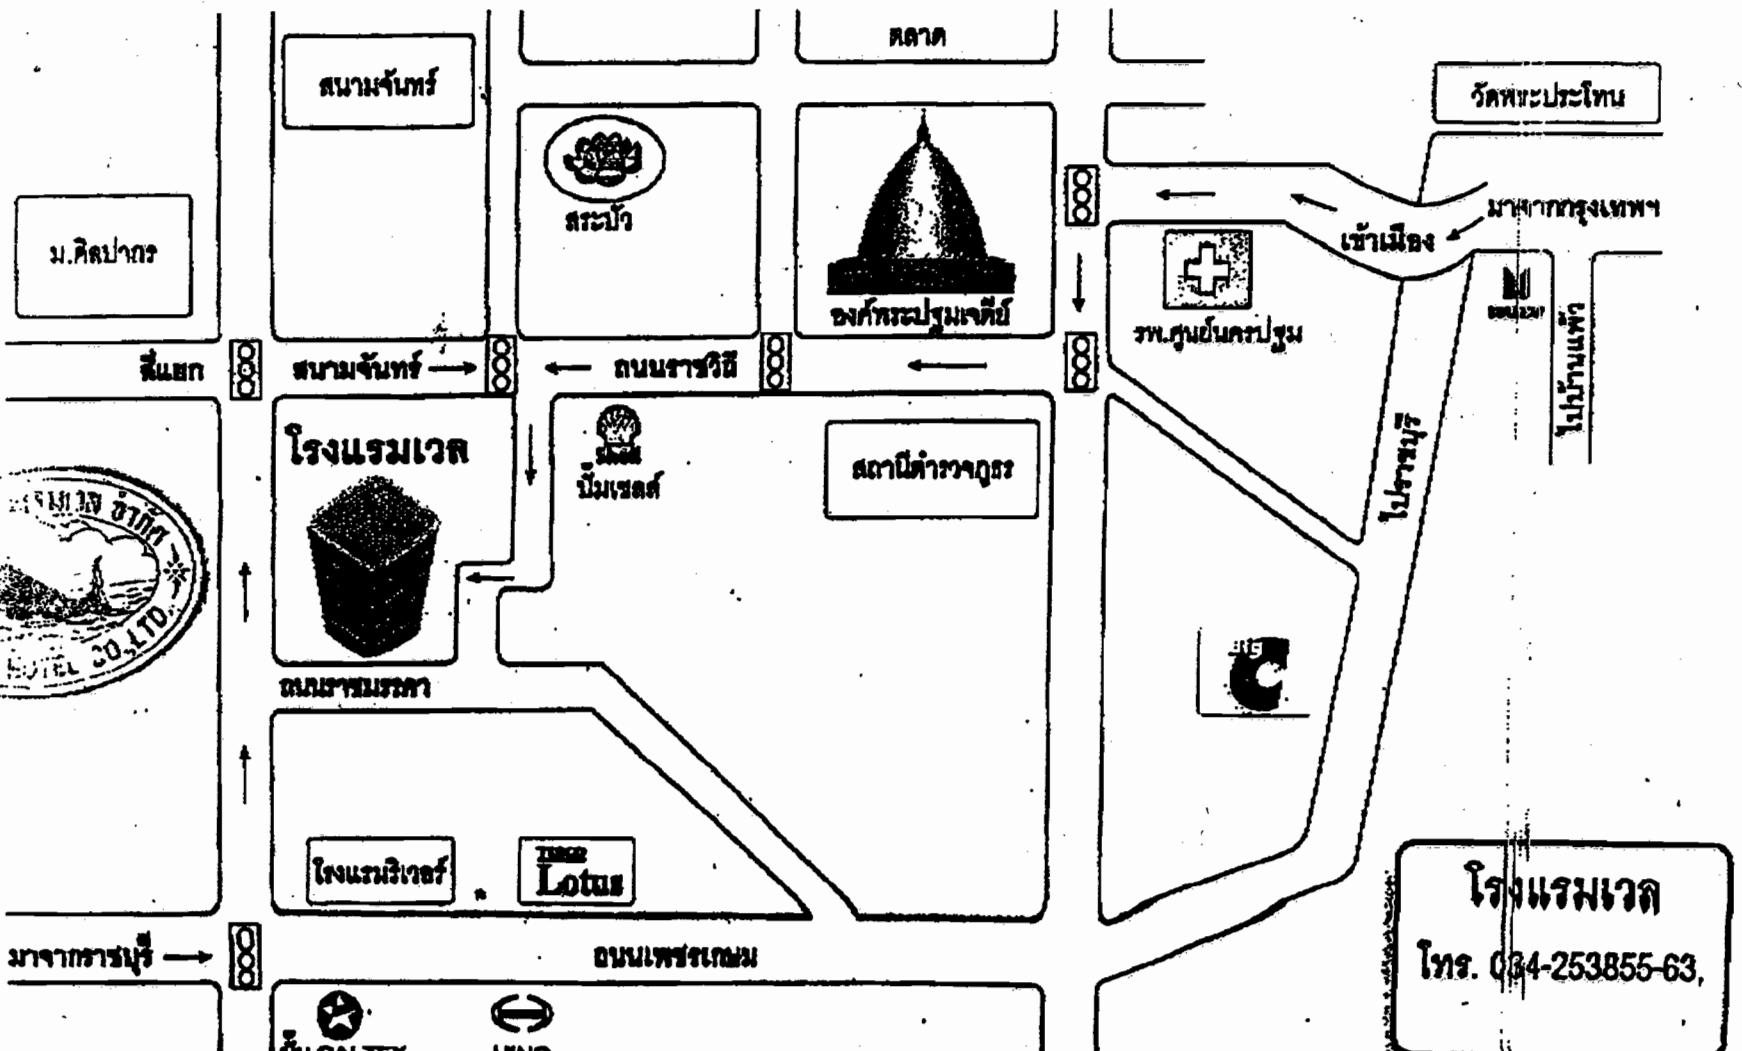 ตลาด
สนามจันทร์
วัดพระประโทน
สระบัว
ม.ศิลปากร
มาจากกรุงเทพฯ
เข้าเมือง
องค์พระปฐมเจดีย์
รพ.ศูนย์นครปฐม
ไปบ้านแพ้ว
สี่แยก
สนามจันทร์
ถนนราชวิถี
ไปราชบุรี
โรงแรมเวล
Shell
ปั๊มเชลล์
สถานีตำรวจภูธร
จำกัด
HOTEL CO.,LTD.
Big
C
ถนนราชมรรคา
โรงแรมริเวอร์
TESCO
Lotus
มาจากราชบุรี
ถนนเพชรเกษม
โรงแรมเวล
โทร. 034-253855-63,